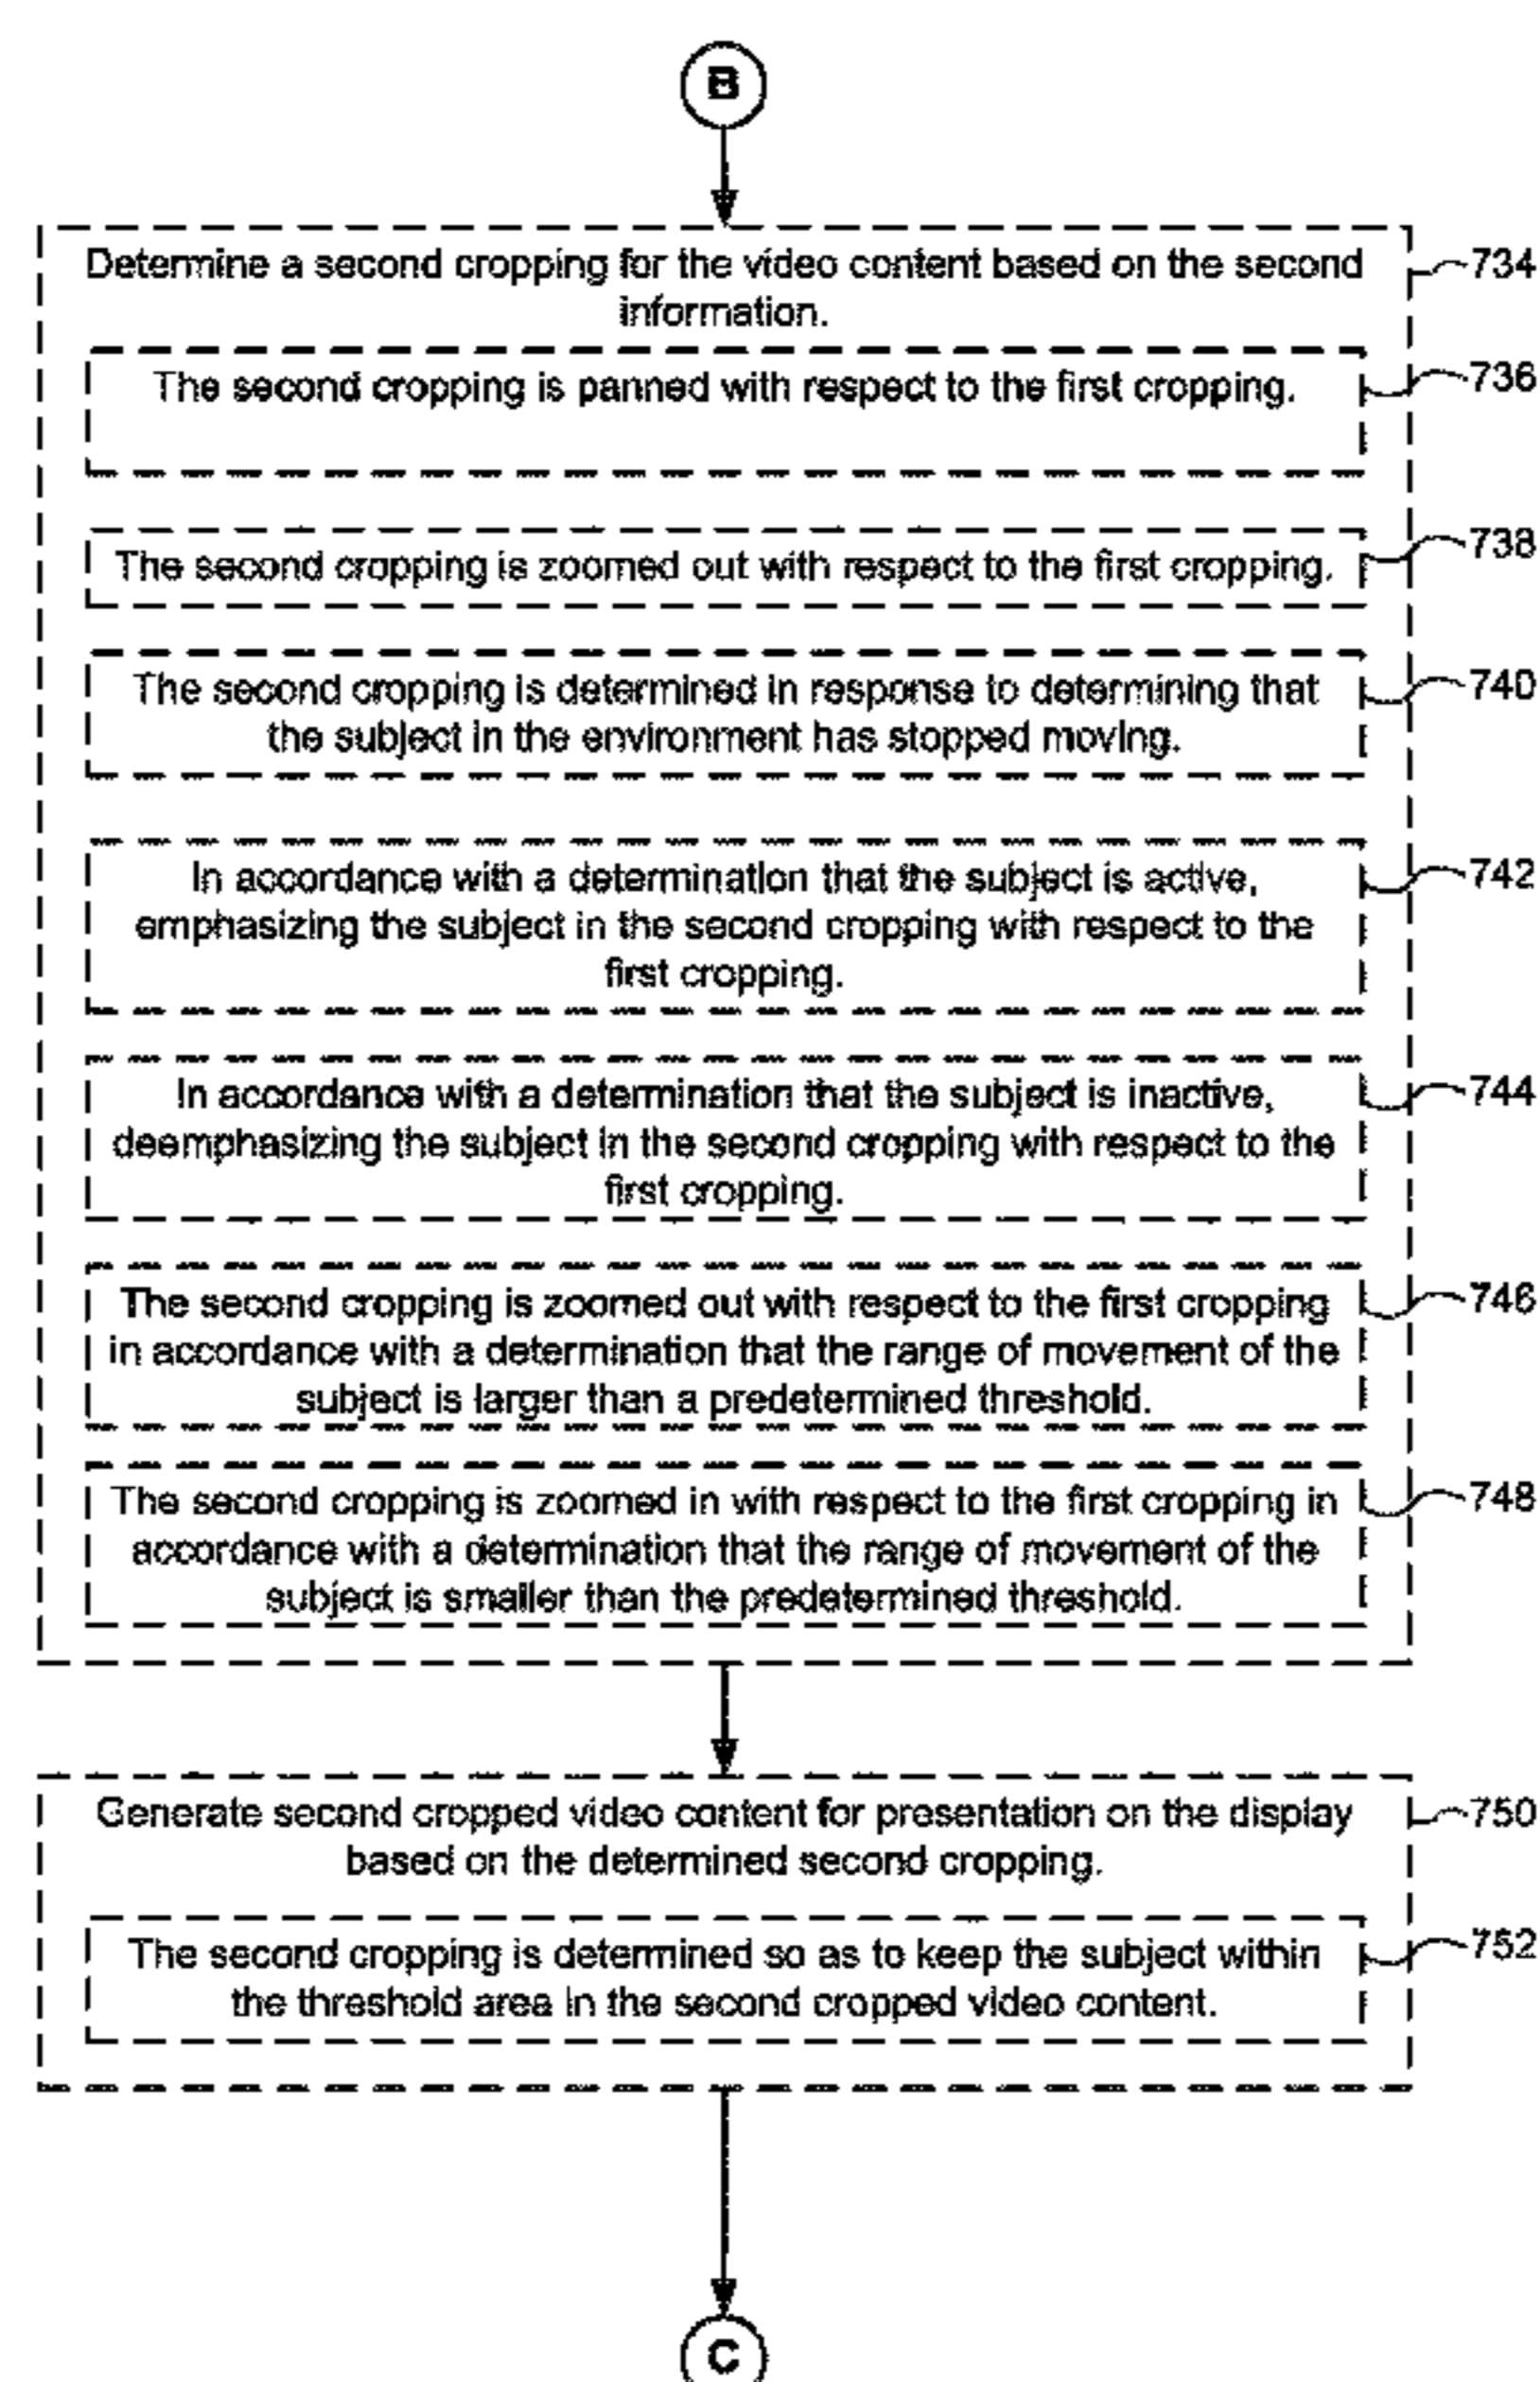 B
Determine a second cropping for the video content based on the second
information.
734
The second cropping is panned with respect to the first cropping.
736
The second cropping is zoomed out with respect to the first cropping.
738
The second cropping is determined in response to determining that
the subject in the environment has stopped moving.
740
In accordance with a determination that the subject is active,
emphasizing the subject in the second cropping with respect to the
first cropping.
742
In accordance with a determination that the subject is inactive,
deemphasizing the subject in the second cropping with respect to the
first cropping.
744
The second cropping is zoomed out with respect to the first cropping
in accordance with a determination that the range of movement of the
subject is larger than a predetermined threshold.
746
The second cropping is zoomed in with respect to the first cropping in
accordance with a determination that the range of movement of the
subject is smaller than the predetermined threshold.
748
Generate second cropped video content for presentation on the display
based on the determined second cropping.
750
The second cropping is determined so as to keep the subject within
the threshold area in the second cropped video content.
752
C